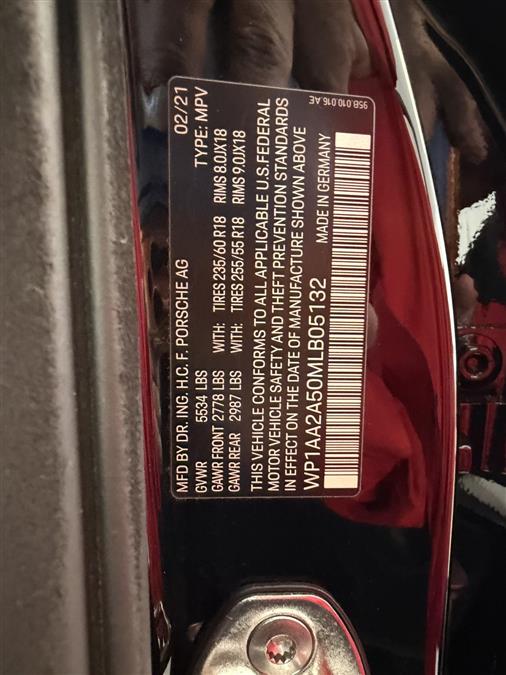 MFD BY DR. ING. H.C. F. PORSCHE AG 02/21
GVWR 5534 LBS TYPE: MPV
GAWR FRONT 2778 LBS WITH: TIRES 235/60 R18 RIMS 8.0JX18
GAWR REAR 2987 LBS WITH: TIRES 255/55 R18 RIMS 9.0JX18
THIS VEHICLE CONFORMS TO ALL APPLICABLE U.S.FEDERAL
MOTOR VEHICLE SAFETY AND THEFT PREVENTION STANDARDS
IN EFFECT ON THE DATE OF MANUFACTURE SHOWN ABOVE
WP1AA2A50MLB05132 MADE IN GERMANY
95B.010.016.AE